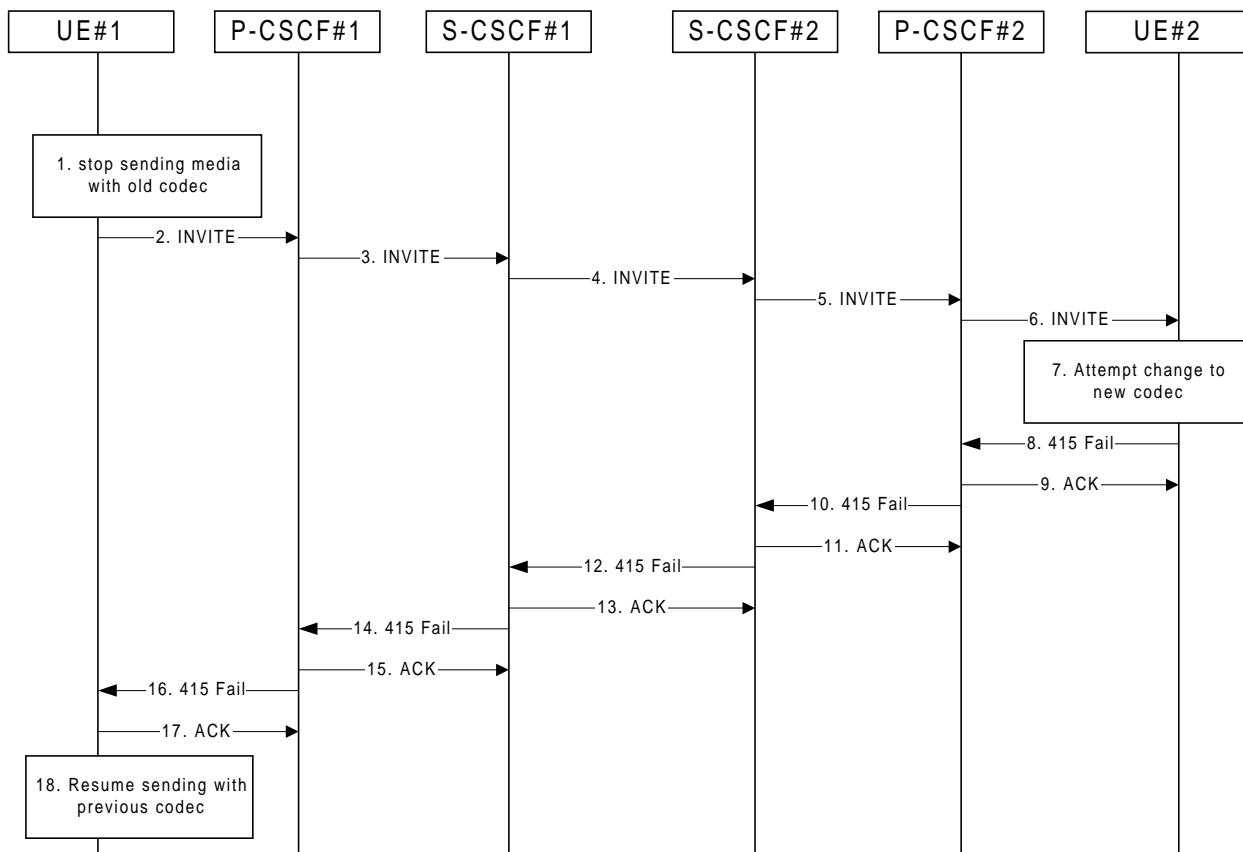 UE#1
P-CSCF#1
S-CSCF#1
S-CSCF#2
P-CSCF#2
UE#2
1. stop sending media
with old codec
2. INVITE
3. INVITE
4. INVITE
5. INVITE
6. INVITE
7. Attempt change to
new codec
8. 415 Fail
9. ACK
10. 415 Fail
11. ACK
12. 415 Fail
13. ACK
14. 415 Fail
15. ACK
16. 415 Fail
17. ACK
18. Resume sending with
previous codec